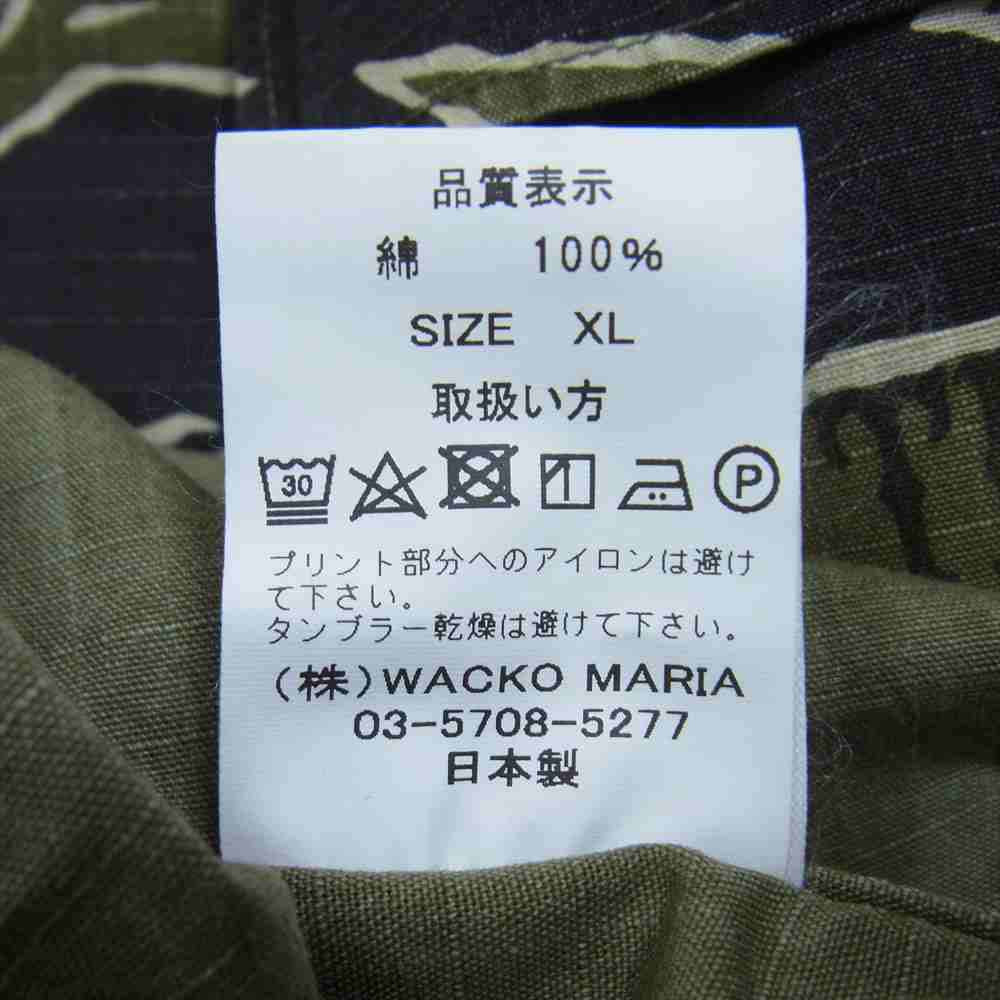 品質表示
綿 100%
SIZE XL
取扱い方
30 P
プリント部分へのアイロンは避け
て下さい。
タンブラー乾燥は避けて下さい。
(株)WACKO MARIA
03-5708-5277
日本製